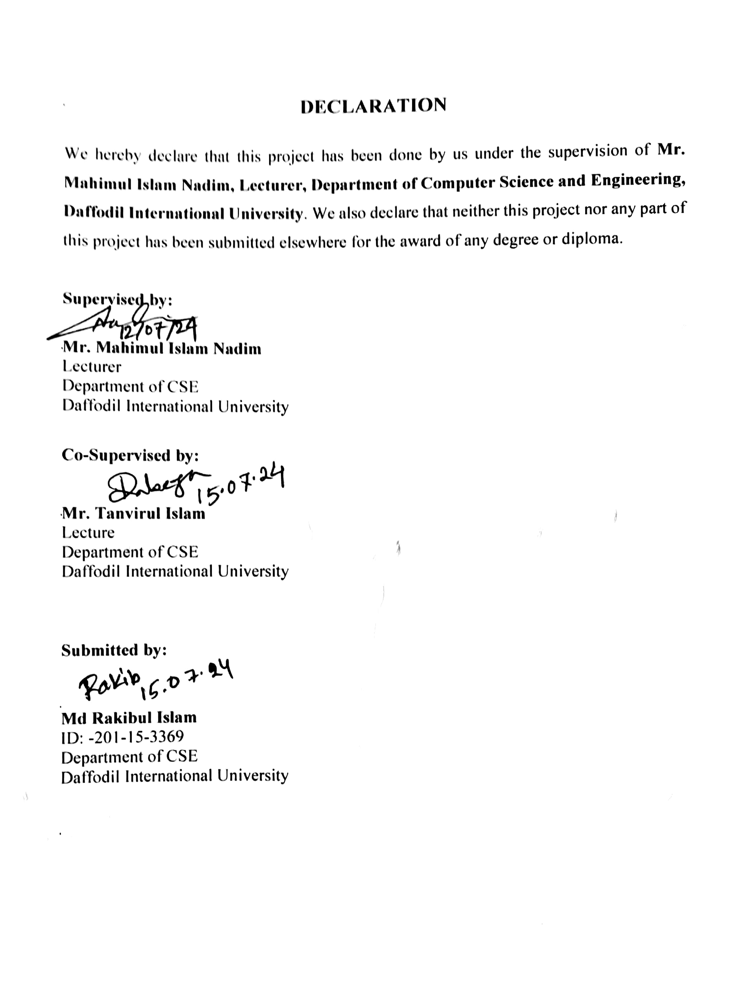 DECLARATION
We hereby declare that this project has been done by us under the supervision of Mr.
Mahimul Islam Nadim, Lecturer, Department of Computer Science and Engineering,
Daffodil International University. We also declare that neither this project nor any part of
this project has been submitted elsewhere for the award of any degree or diploma.
Supervised by:
12/07/24
Mr. Mahimul Islam Nadim
Lecturer
Department of CSE
Daffodil International University
Co-Supervised by:
15.07.24
Mr. Tanvirul Islam
Lecture
Department of CSE
Daffodil International University
Submitted by:
Rakib 15.07.24
Md Rakibul Islam
ID: -201-15-3369
Department of CSE
Daffodil International University